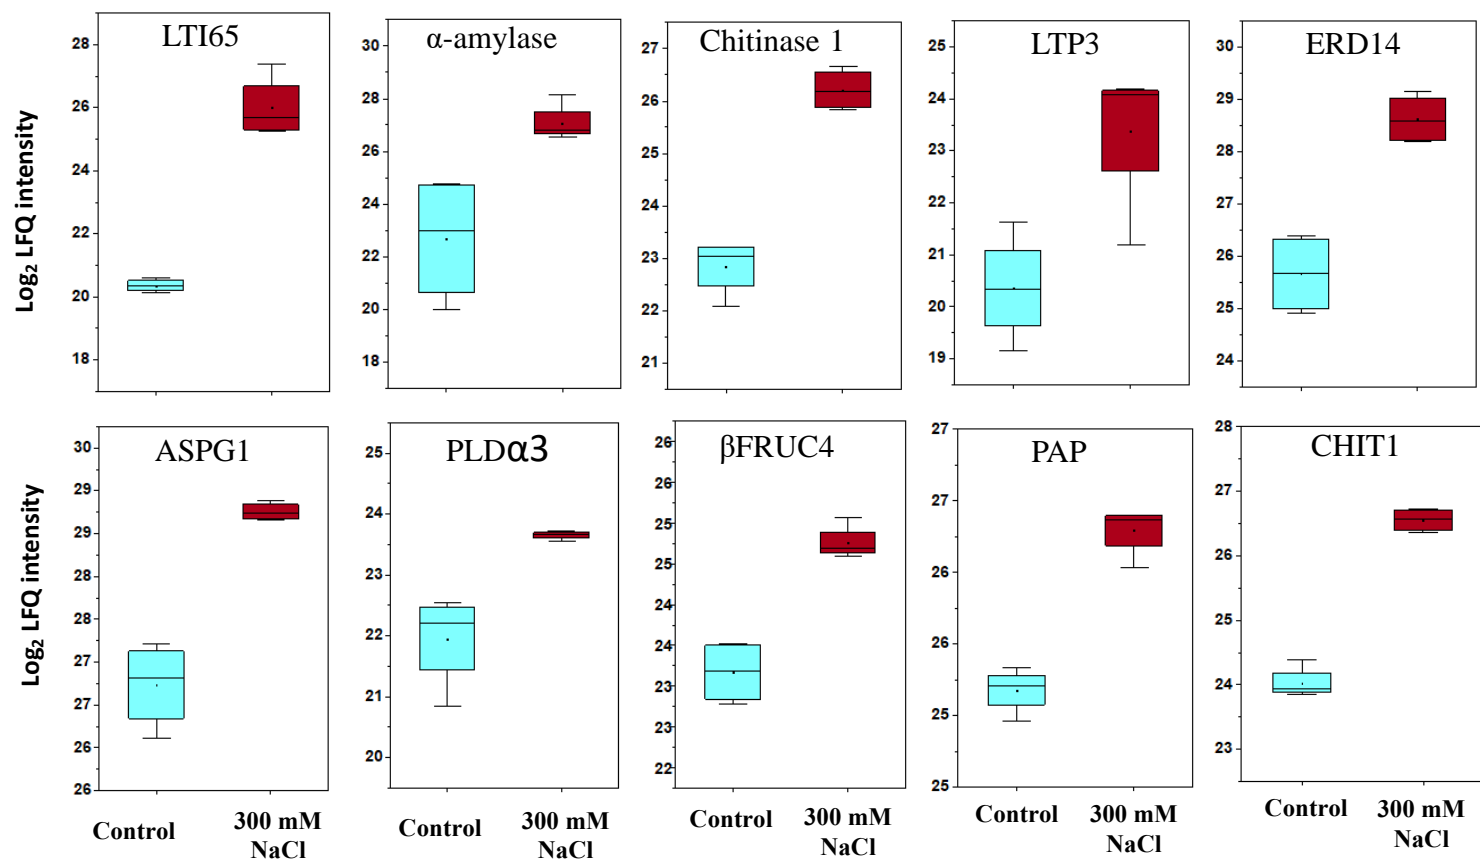 LTI65
α-amylase
Chitinase 1
LTP3
ERD14
Log₂ LFQ intensity
28
26
24
22
20
18
30
28
26
24
22
20
18
27
26
25
24
23
22
21
25
24
23
22
21
20
19
30
29
28
27
26
25
24
ASPG1
PLDα3
βFRUC4
PAP
CHIT1
Log₂ LFQ intensity
30
29
29
28
28
27
27
26
26
25
24
23
22
21
20
26
26
25
25
24
24
23
23
22
27
27
26
26
25
25
28
27
26
25
24
23
Control
300 mM
NaCl
Control
300 mM
NaCl
Control
300 mM
NaCl
Control
300 mM
NaCl
Control
300 mM
NaCl